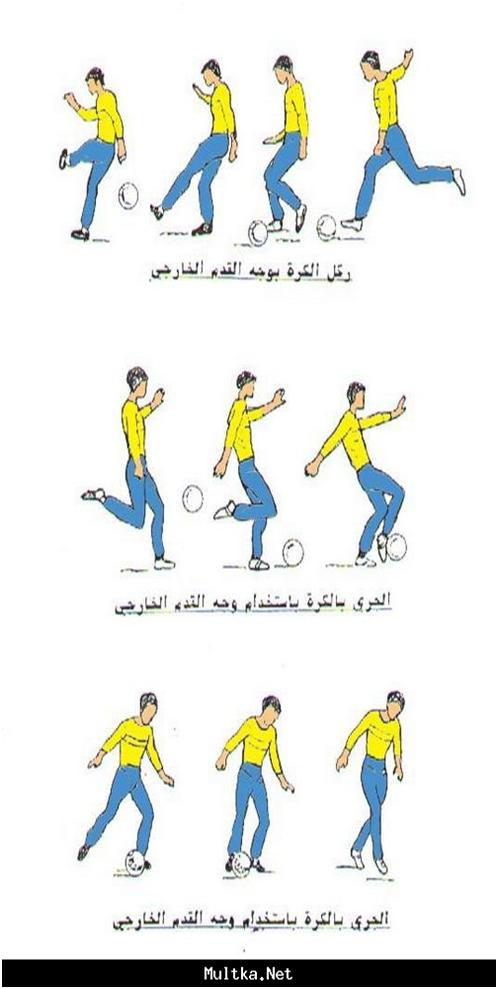 ركل الكرة بوجه القدم الخارجي
الجري بالكرة باستخدام وجه القدم الخارجي
الجري بالكرة باستخدام وجه القدم الخارجي
Multka.Net